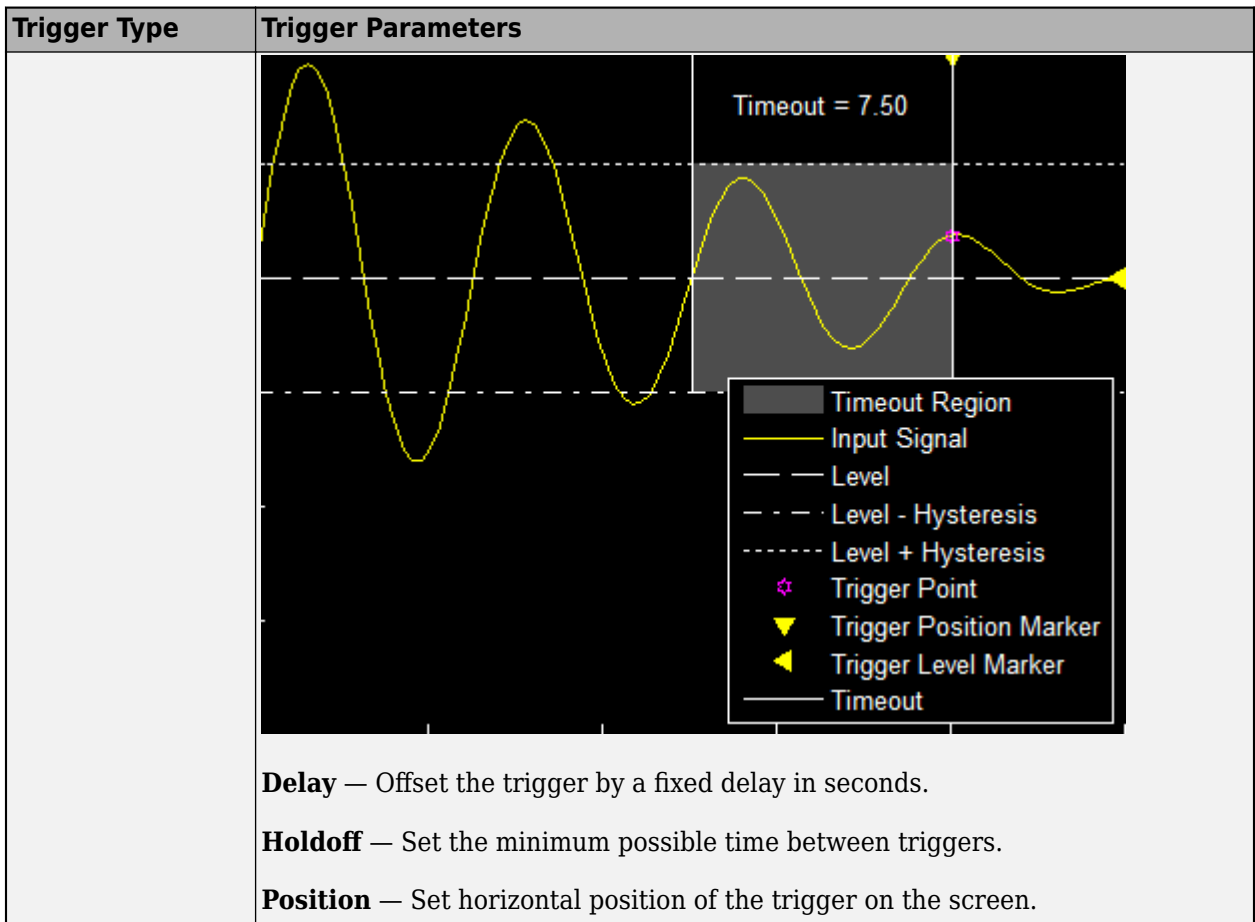 Trigger Type Trigger Parameters
Timeout = 7.50
Timeout Region
Input Signal
Level
Level - Hysteresis
Level + Hysteresis
Trigger Point
Trigger Position Marker
Trigger Level Marker
Timeout
Delay — Offset the trigger by a fixed delay in seconds.
Holdoff — Set the minimum possible time between triggers.
Position — Set horizontal position of the trigger on the screen.